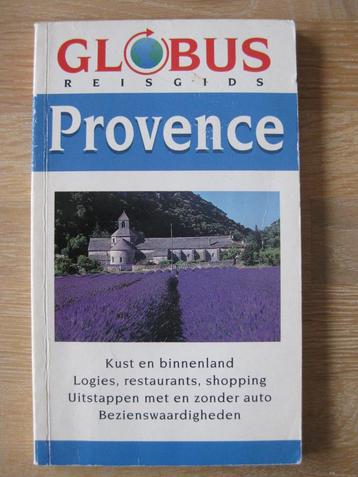 GLOBUS
REISGIDS
Provence
Kust en binnenland
Logies, restaurants, shopping
Uitstappen met en zonder auto
Bezienswaardigheden